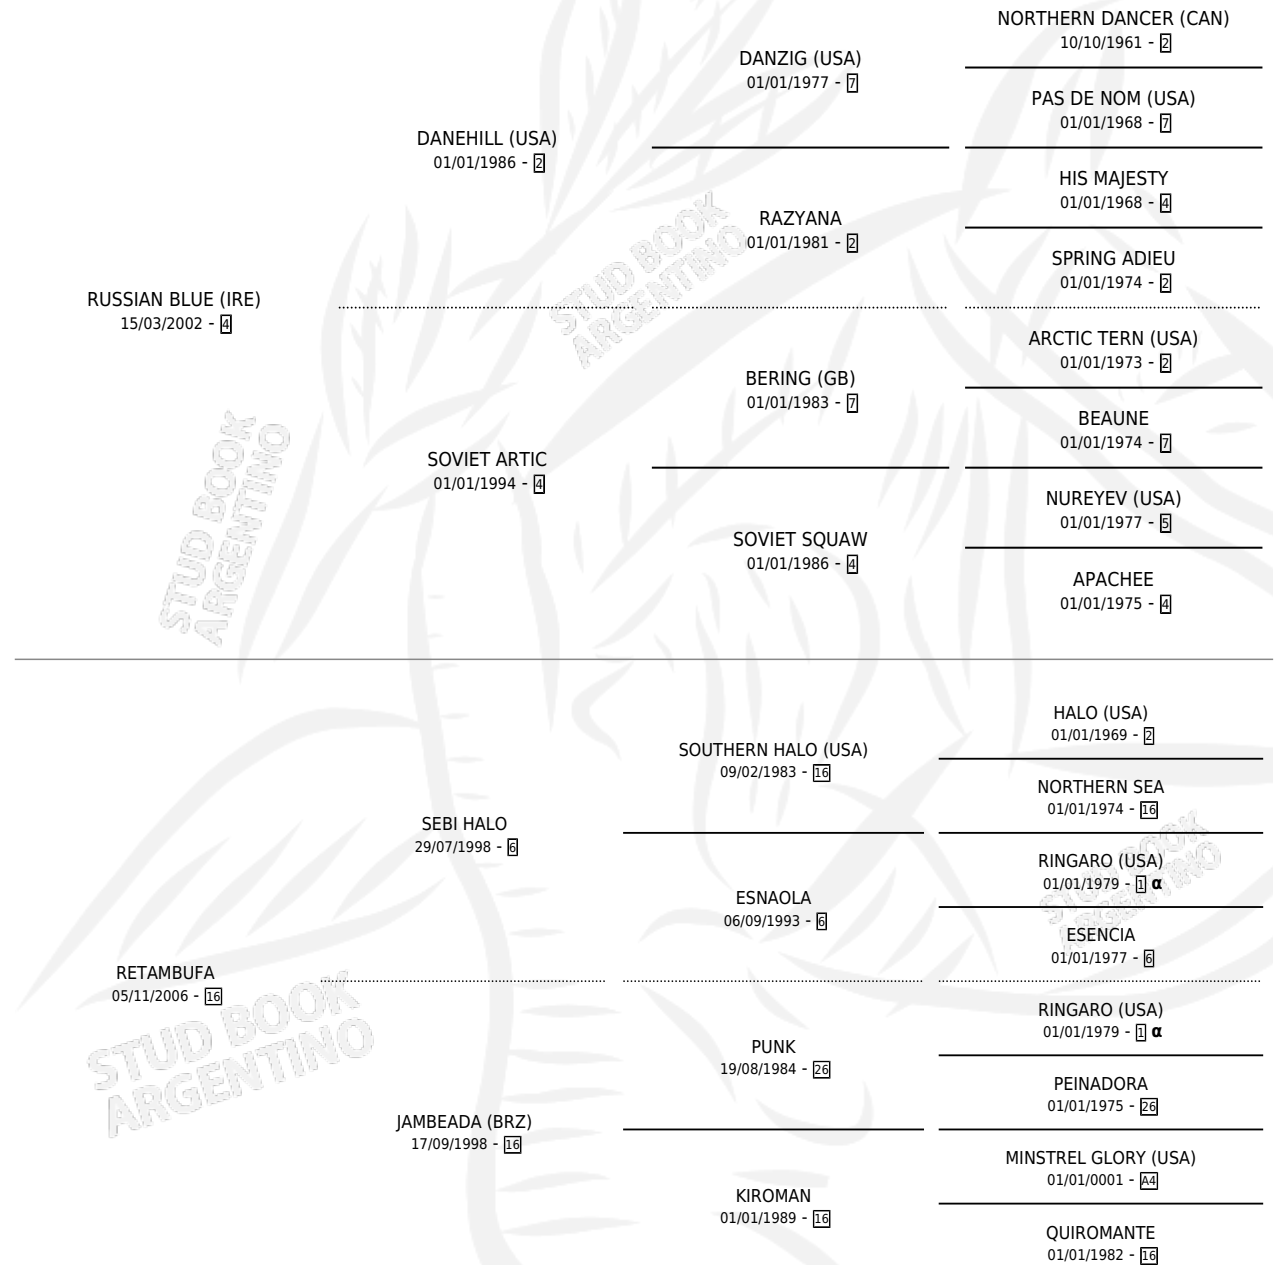 NORTHERN DANCER (CAN)
10/10/1961 - 2
DANZIG (USA)
01/01/1977 - 7
PAS DE NOM (USA)
01/01/1968 - 7
DANEHILL (USA)
01/01/1986 - 2
HIS MAJESTY
01/01/1968 - 4
RAZYANA
01/01/1981 - 2
SPRING ADIEU
01/01/1974 - 2
RUSSIAN BLUE (IRE)
15/03/2002 - 4
ARCTIC TERN (USA)
01/01/1973 - 2
BERING (GB)
01/01/1983 - 7
BEAUNE
01/01/1974 - 7
SOVIET ARTIC
01/01/1994 - 4
NUREYEV (USA)
01/01/1977 - 5
SOVIET SQUAW
01/01/1986 - 4
APACHEE
01/01/1975 - 4
HALO (USA)
01/01/1969 - 2
SOUTHERN HALO (USA)
09/02/1983 - 16
NORTHERN SEA
01/01/1974 - 16
SEBI HALO
29/07/1998 - 6
RINGARO (USA)
01/01/1979 - 1 α
ESNAOLA
06/09/1993 - 6
ESENCIA
01/01/1977 - 6
RETAMBUFA
05/11/2006 - 16
RINGARO (USA)
01/01/1979 - 1 α
PUNK
19/08/1984 - 26
PEINADORA
01/01/1975 - 26
JAMBEADA (BRZ)
17/09/1998 - 16
MINSTREL GLORY (USA)
01/01/0001 - A4
KIROMAN
01/01/1989 - 16
QUIROMANTE
01/01/1982 - 16
STUD BOOK
ARGENTINO
STUD BOOK
ARGENTINO
STUD BOOK
ARGENTINO
STUD BOOK
ARGENTINO